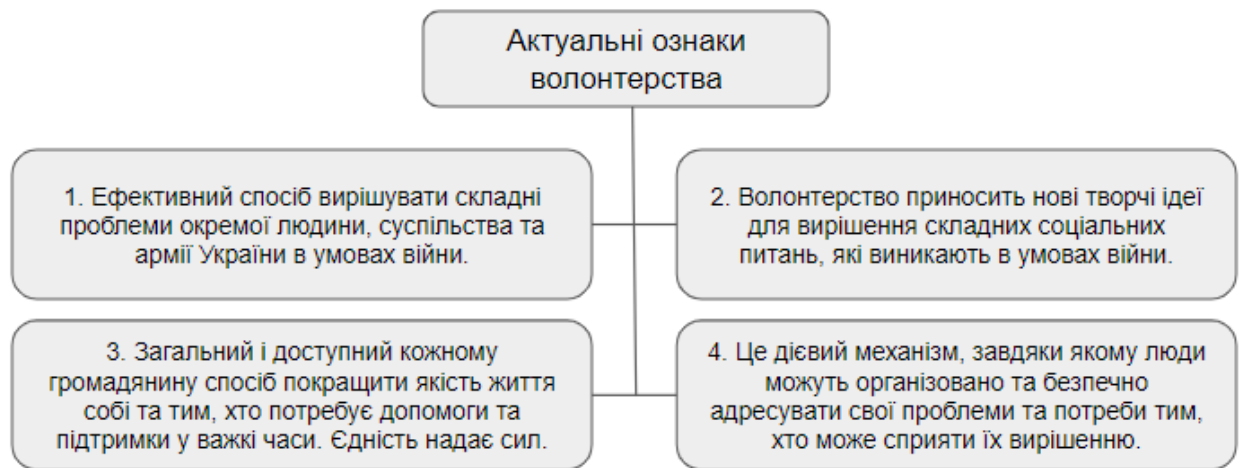 Актуальні ознаки
волонтерства
1. Ефективний спосіб вирішувати складні
проблеми окремої людини, суспільства та
армії України в умовах війни.
2. Волонтерство приносить нові творчі ідеї
для вирішення складних соціальних
питань, які виникають в умовах війни.
3. Загальний і доступний кожному
громадянину спосіб покращити якість життя
собі та тим, хто потребує допомоги та
підтримки у важкі часи. Єдність надає сил.
4. Це дієвий механізм, завдяки якому люди
можуть організовано та безпечно
адресувати свої проблеми та потреби тим,
хто може сприяти їх вирішенню.